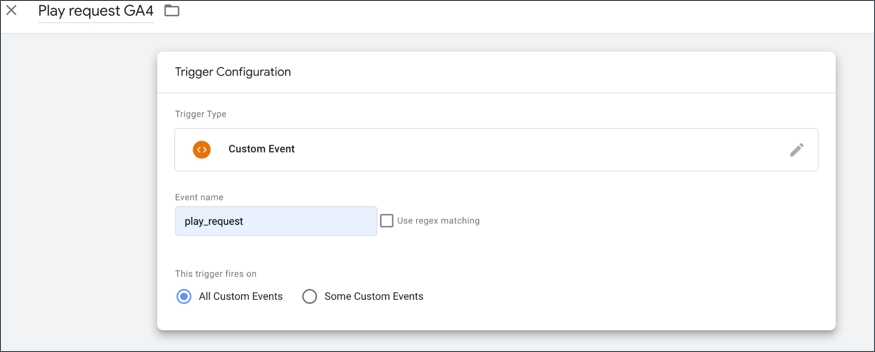 Play request GA4
Trigger Configuration
Trigger Type
Custom Event
Event name
play_request
Use regex matching
This trigger fires on
All Custom Events
Some Custom Events